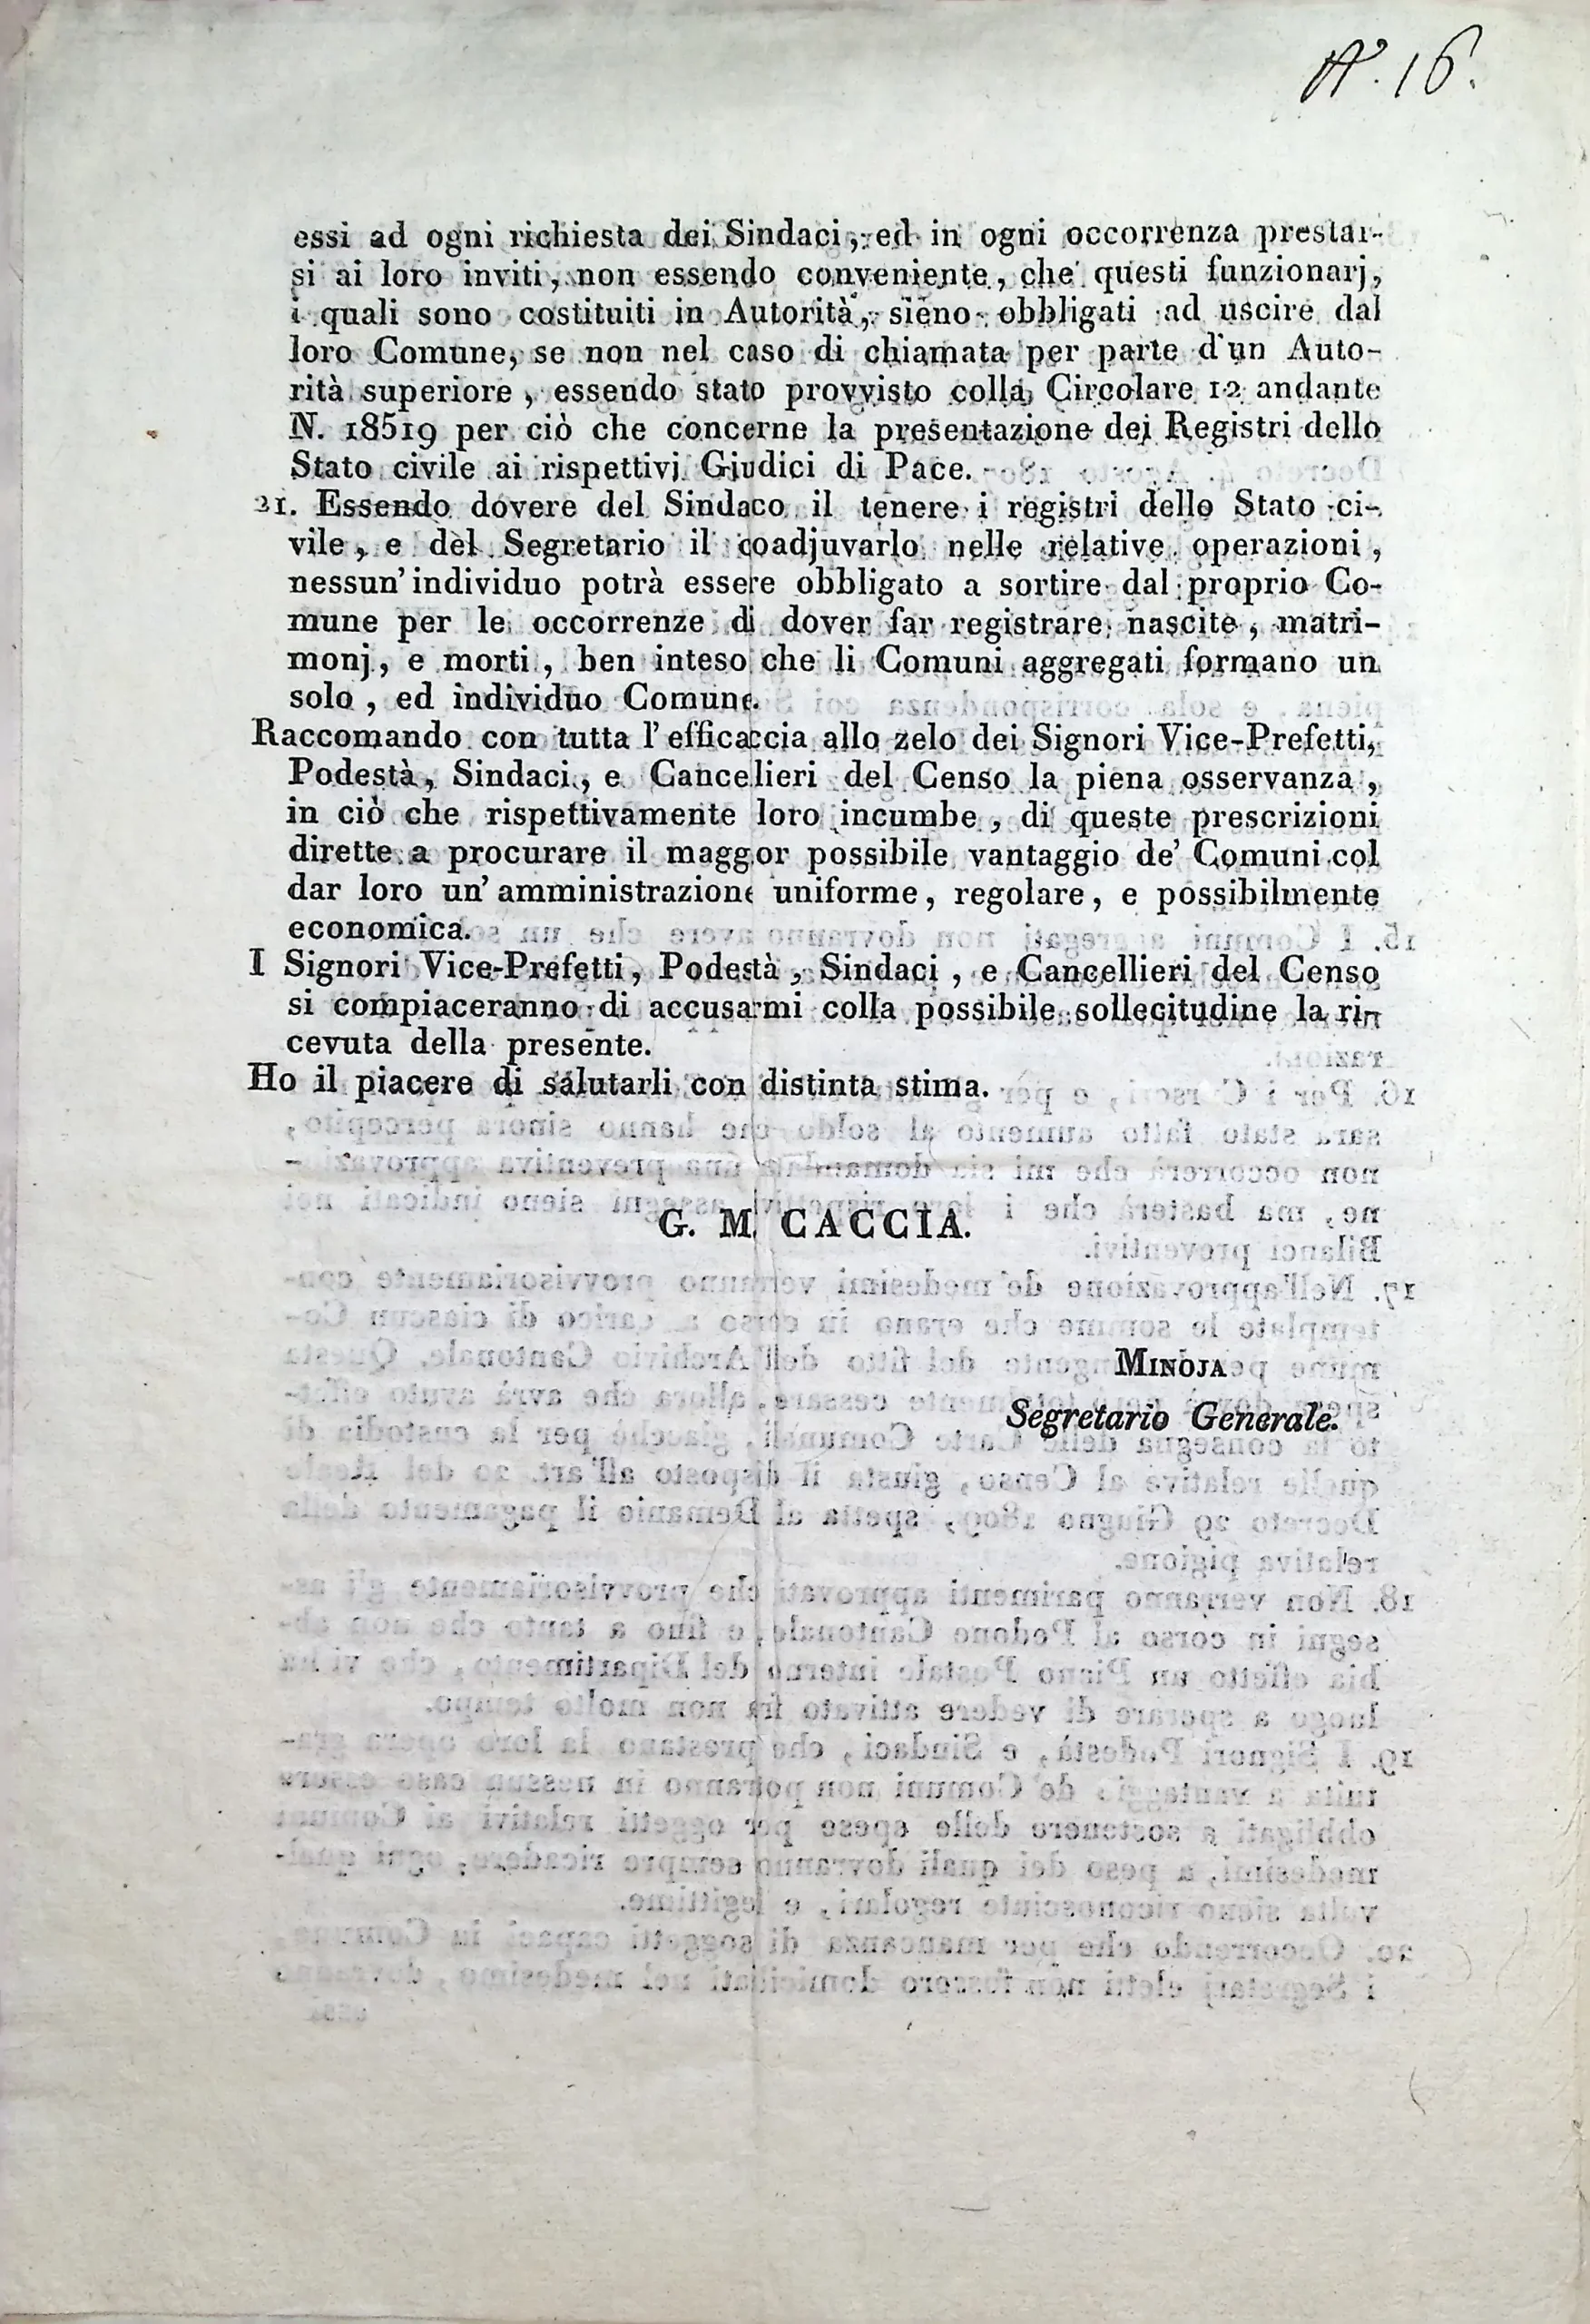 N.° 16.
essi ad ogni richiesta dei Sindaci, ed in ogni occorrenza prestar-
si ai loro inviti, non essendo conveniente, che questi funzionarj,
i quali sono costituiti in Autorità, sieno obbligati ad uscire dal
loro Comune, se non nel caso di chiamata per parte d'un Auto-
rità superiore, essendo stato provvisto colla Circolare 12 andante
N. 18519 per ciò che concerne la presentazione dei Registri dello
Stato civile ai rispettivi Giudici di Pace.
21. Essendo dovere del Sindaco il tenere i registri dello Stato ci-
vile, e del Segretario il coadjuvarlo nelle relative operazioni,
nessun' individuo potrà essere obbligato a sortire dal proprio Co-
mune per le occorrenze di dover far registrare nascite, matri-
monj, e morti, ben inteso che li Comuni aggregati formano un
solo, ed individuo Comune.
Raccomando con tutta l'efficaccia allo zelo dei Signori Vice-Prefetti,
Podestà, Sindaci, e Cancelieri del Censo la piena osservanza,
in ciò che rispettivamente loro incumbe, di queste prescrizioni
dirette a procurare il maggior possibile vantaggio de' Comuni col
dar loro un' amministrazione uniforme, regolare, e possibilmente
economica.
I Signori Vice-Prefetti, Podestà, Sindaci, e Cancellieri del Censo
si compiaceranno di accusarmi colla possibile sollecitudine la ri-
cevuta della presente.
Ho il piacere di salutarli con distinta stima.
G. M. CACCIA.
MINOJA
Segretario Generale.